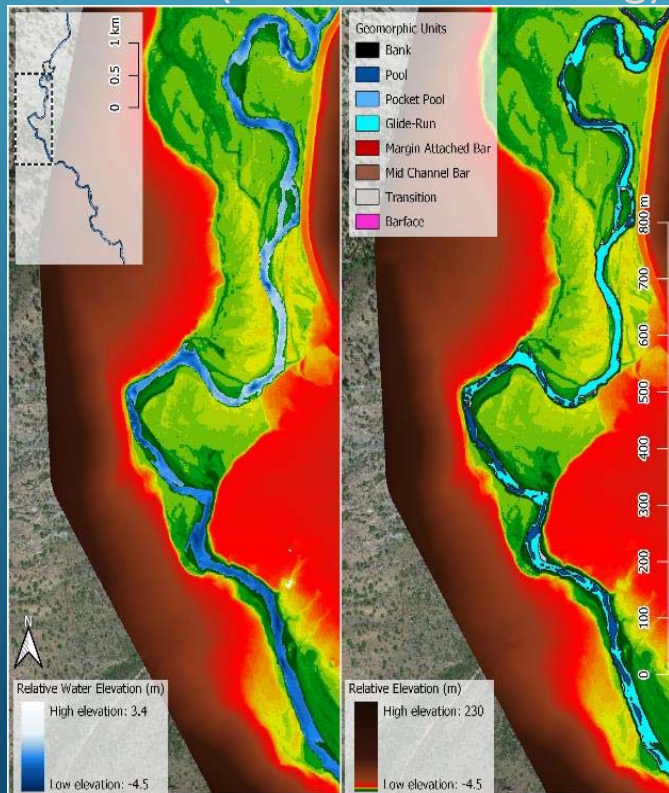 1 km
0.5
0
N
Relative Water Elevation (m)
High elevation: 3.4
Low elevation: -4.5
Geomorphic Units
Bank
Pool
Pocket Pool
Glide-Run
Margin Attached Bar
Mid Channel Bar
Transition
Barface
800 m
700
600
500
400
300
200
100
0
Relative Elevation (m)
High elevation: 230
Low elevation: -4.5